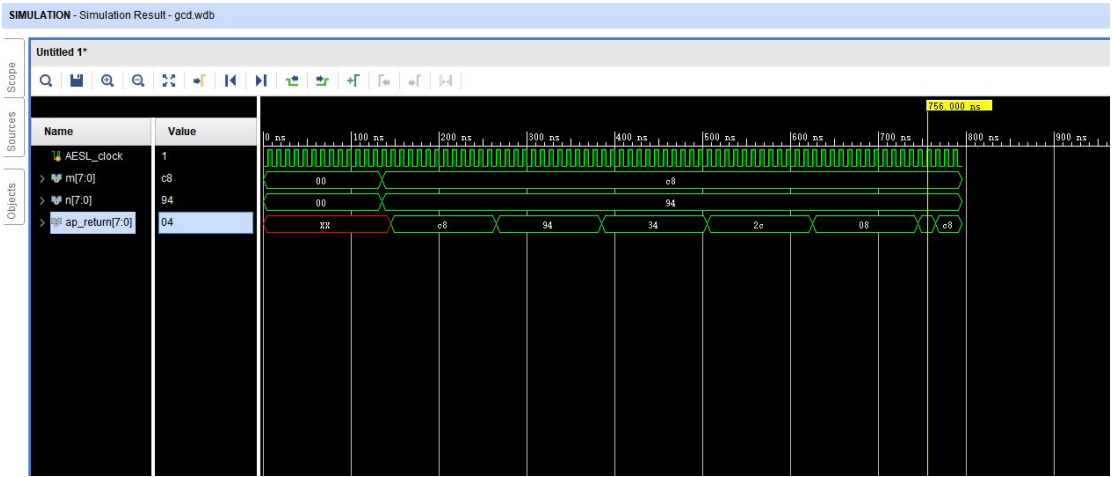 SIMULATION - Simulation Result - gcd.wdb
Untitled 1*
Scope
Sources
Objects
756.000 ns
Name Value
0 ns 100 ns 200 ns 300 ns 400 ns 500 ns 600 ns 700 ns 800 ns 900 ns
AESL_clock 1
m[7:0] c8 00 c8
n[7:0] 94 00 94
ap_return[7:0] 04 XX c8 94 34 2c 08 c8